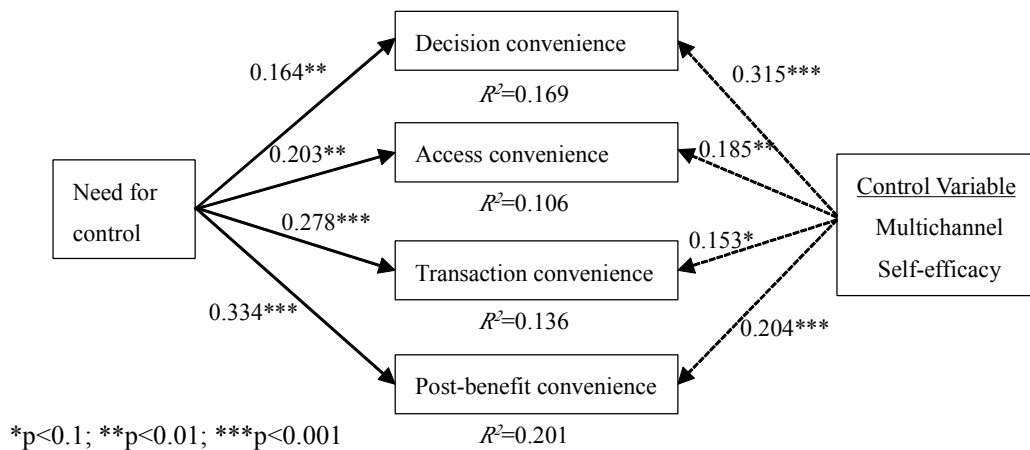 Decision convenience
0.164**
0.315***
R²=0.169
0.203**
Access convenience
0.185**
Need for
control
R²=0.106
Control Variable
Multichannel
Self-efficacy
0.278***
0.153*
Transaction convenience
0.334***
R²=0.136
0.204***
Post-benefit convenience
R²=0.201
*p<0.1; **p<0.01; ***p<0.001